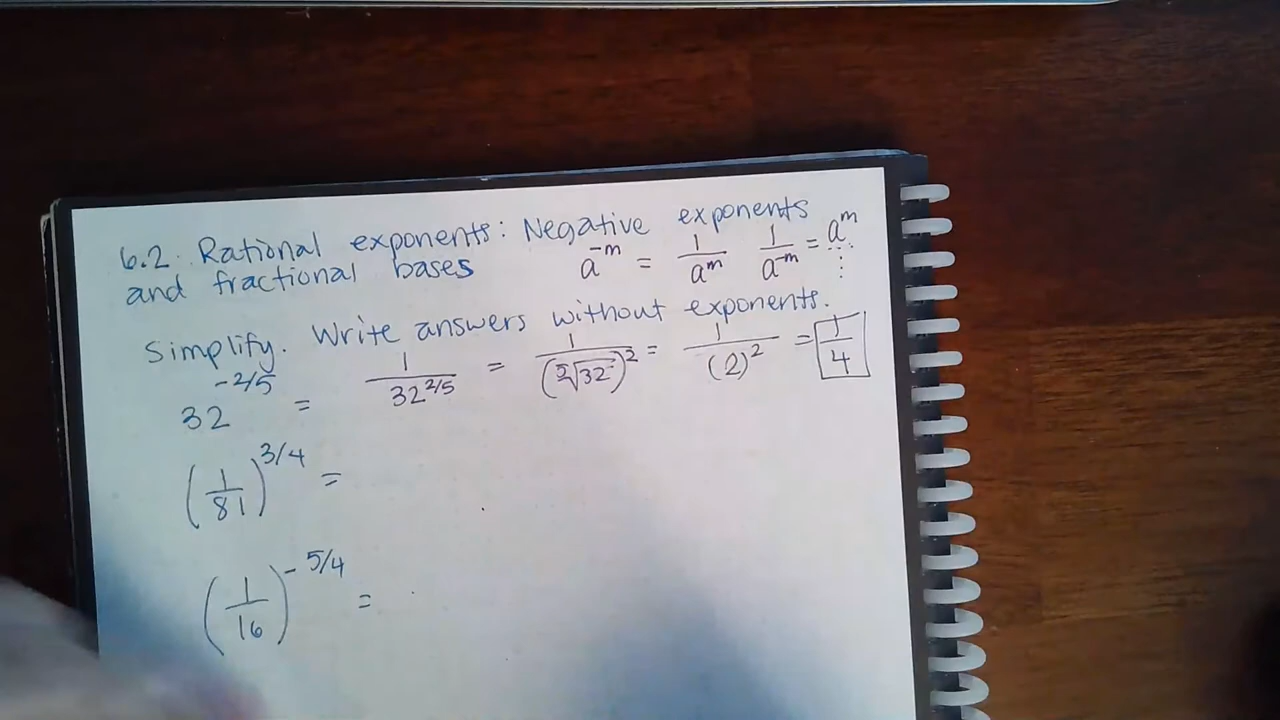 6.2 Rational exponents: Negative exponents
and fractional bases a^{-m} = 1/a^m 1/a^{-m} = a^m
Simplify. Write answers without exponents.
32^{-2/5} = 1/32^{2/5} = 1/(⁵√32)^2 = 1/(2)^2 = 1/4
(1/81)^{3/4} =
(1/16)^{-5/4} =